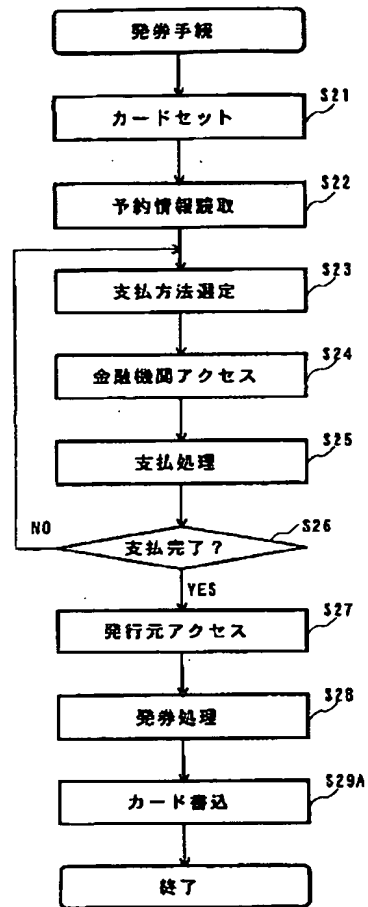 発券手続
S21
カードセット
S22
予約情報読取
S23
支払方法選定
S24
金融機関アクセス
S25
支払処理
S26
NO
支払完了？
YES
S27
発行元アクセス
S28
発券処理
S29A
カード書込
終了